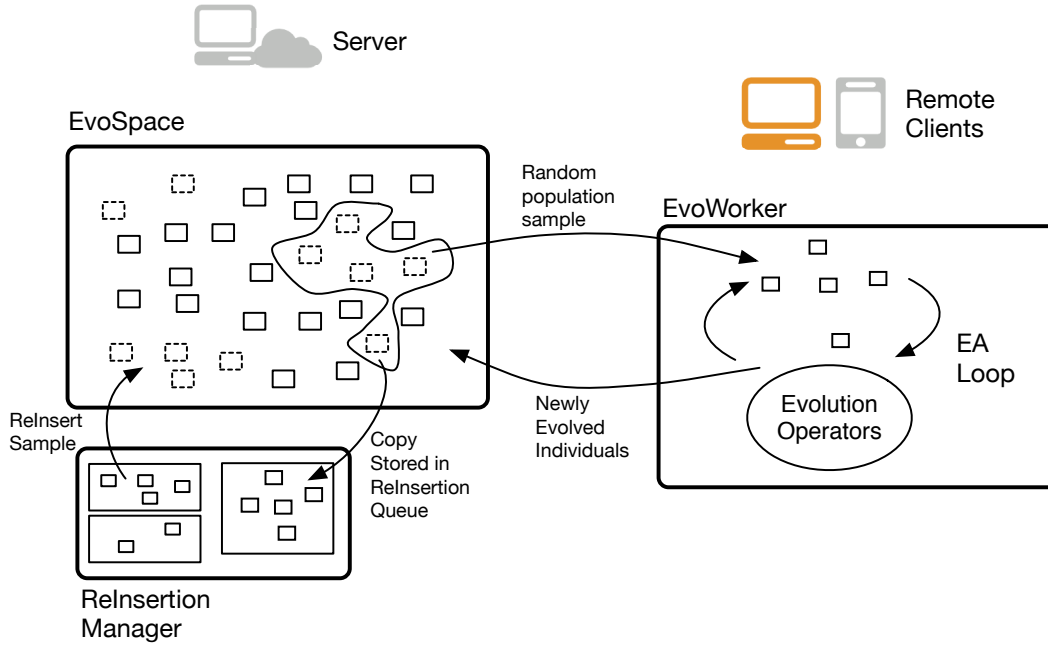 Server
Remote
Clients
EvoSpace
Random
population
sample
EvoWorker
EA
Loop
Evolution
Operators
Newly
Evolved
Individuals
ReInsert
Sample
Copy
Stored in
ReInsertion
Queue
ReInsertion
Manager